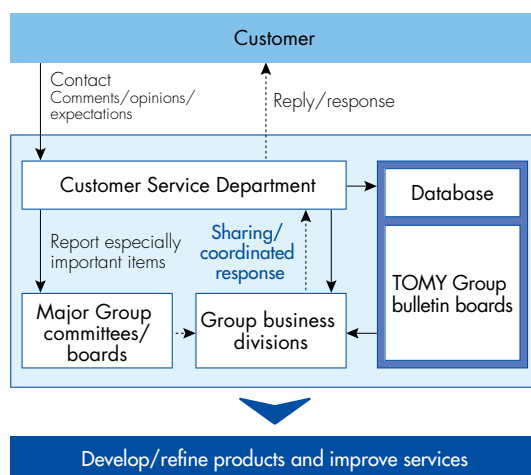 Customer
Contact
Comments/opinions/
expectations
Reply/response
Customer Service Department
Database
Report especially
important items
Sharing/
coordinated
response
TOMY Group
bulletin boards
Major Group
committees/
boards
Group business
divisions
Develop/refine products and improve services